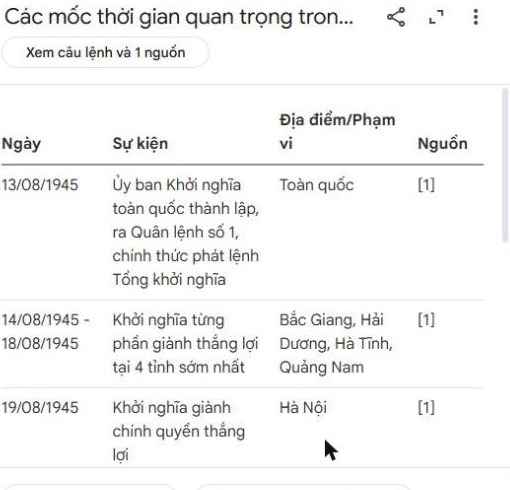 Các mốc thời gian quan trọng tron...
Xem câu lệnh và 1 nguồn
Ngày Sự kiện Địa điểm/Phạm vi Nguồn
13/08/1945 Ủy ban Khởi nghĩa Toàn quốc [1]
toàn quốc thành lập,
ra Quân lệnh số 1,
chính thức phát lệnh
Tổng khởi nghĩa
14/08/1945 - Khởi nghĩa từng Bắc Giang, Hải [1]
18/08/1945 phần giành thắng lợi Dương, Hà Tĩnh,
tại 4 tỉnh sớm nhất Quảng Nam
19/08/1945 Khởi nghĩa giành Hà Nội [1]
chính quyền thắng
lợi